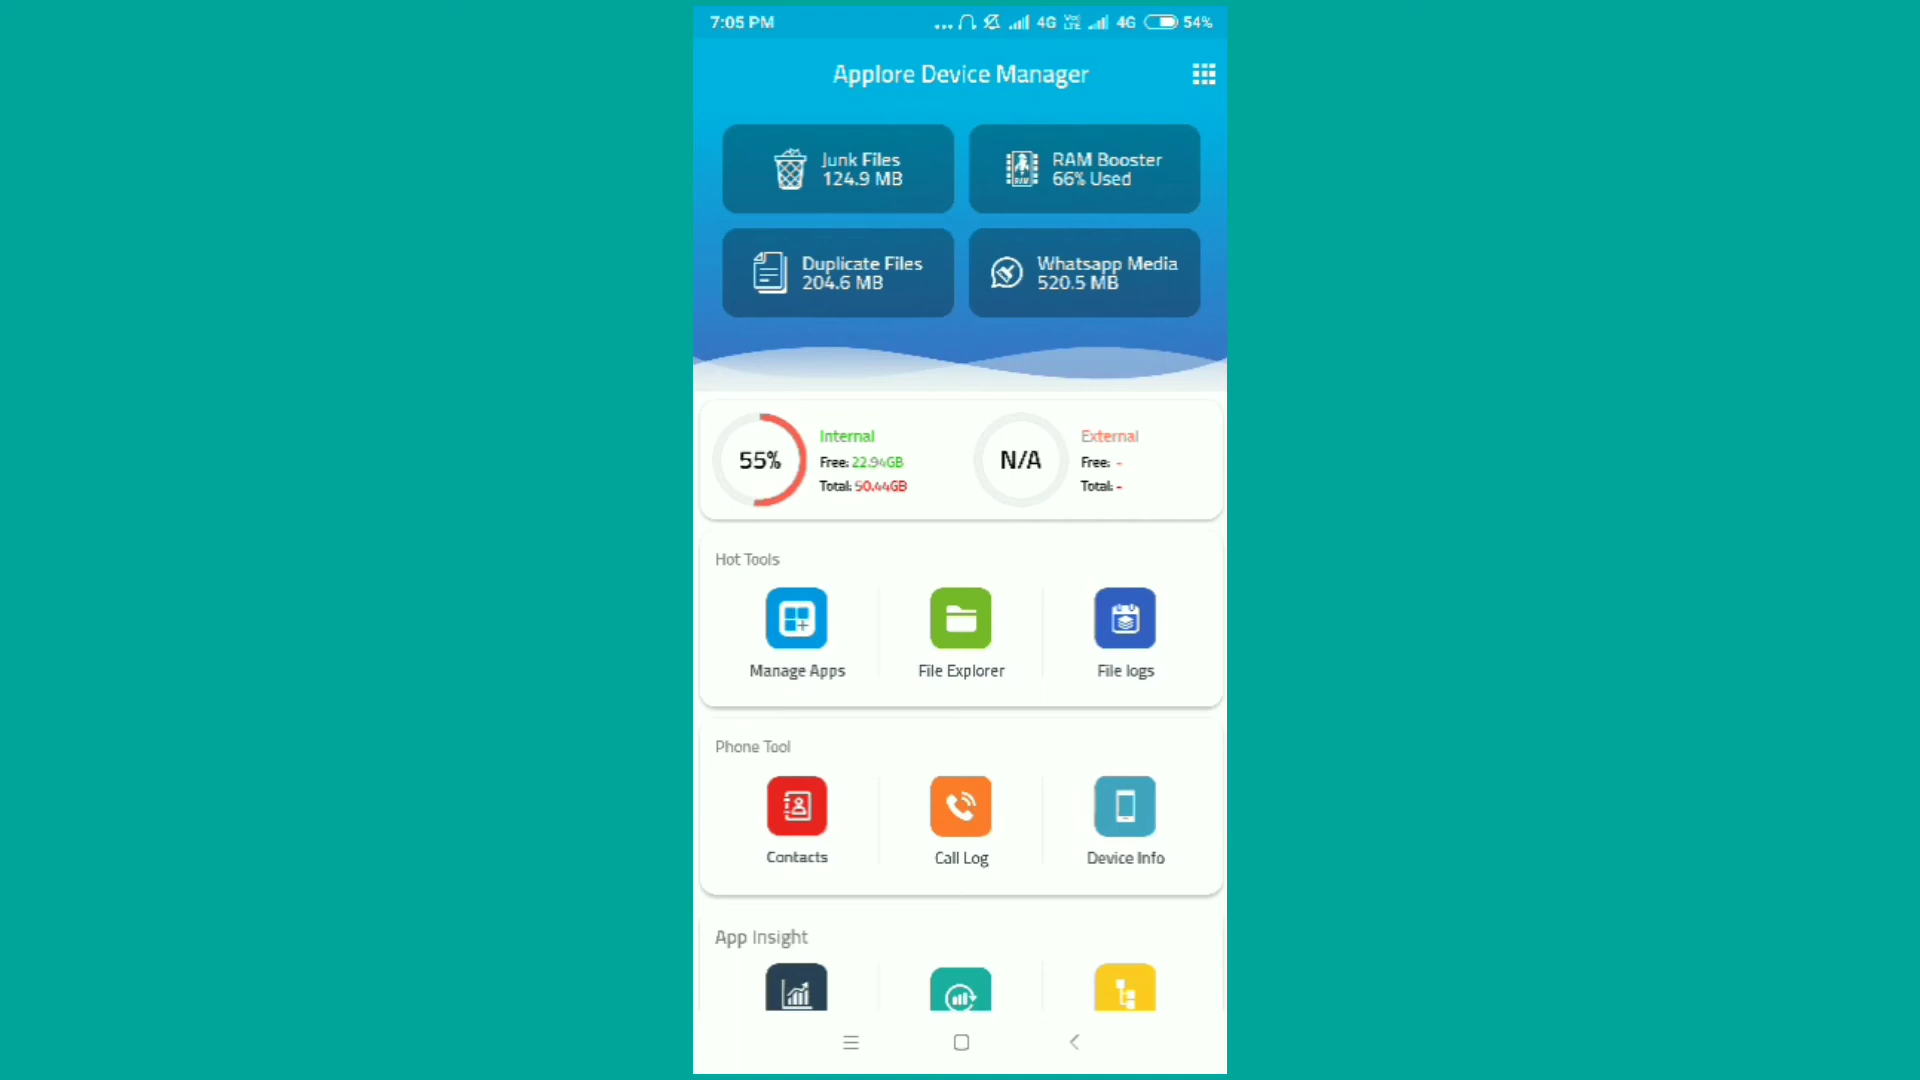 7:05 PM
... 4G VoLTE 4G 54%
Applore Device Manager
Junk Files
124.9 MB
RAM Booster
66% Used
RAM
Duplicate Files
204.6 MB
Whatsapp Media
520.5 MB
55%
Internal
Free: 22.94GB
Total: 50.44GB
N/A
External
Free: -
Total: -
Hot Tools
Manage Apps
File Explorer
File logs
Phone Tool
Contacts
Call Log
Device Info
App Insight